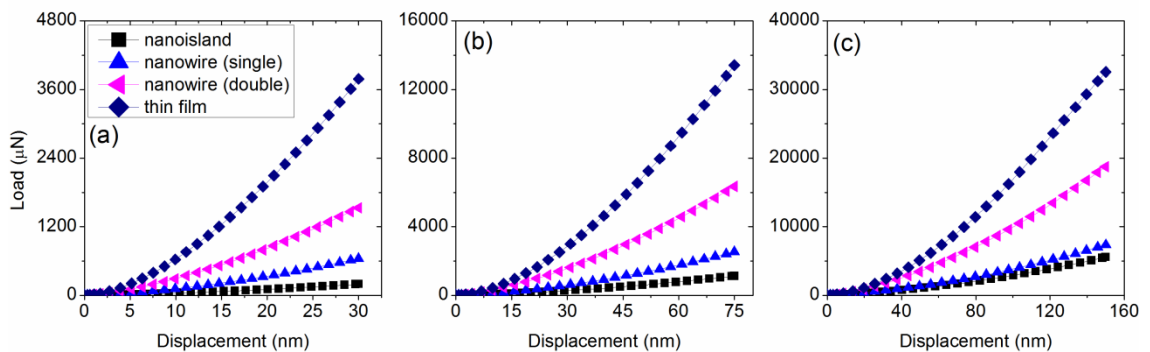 4800
3600
2400
1200
0
Load (μN)
nanoisland
nanowire (single)
nanowire (double)
thin film
(a)
0 5 10 15 20 25 30
Displacement (nm)
16000
12000
8000
4000
0
(b)
0 15 30 45 60 75
Displacement (nm)
40000
30000
20000
10000
0
(c)
0 40 80 120 160
Displacement (nm)